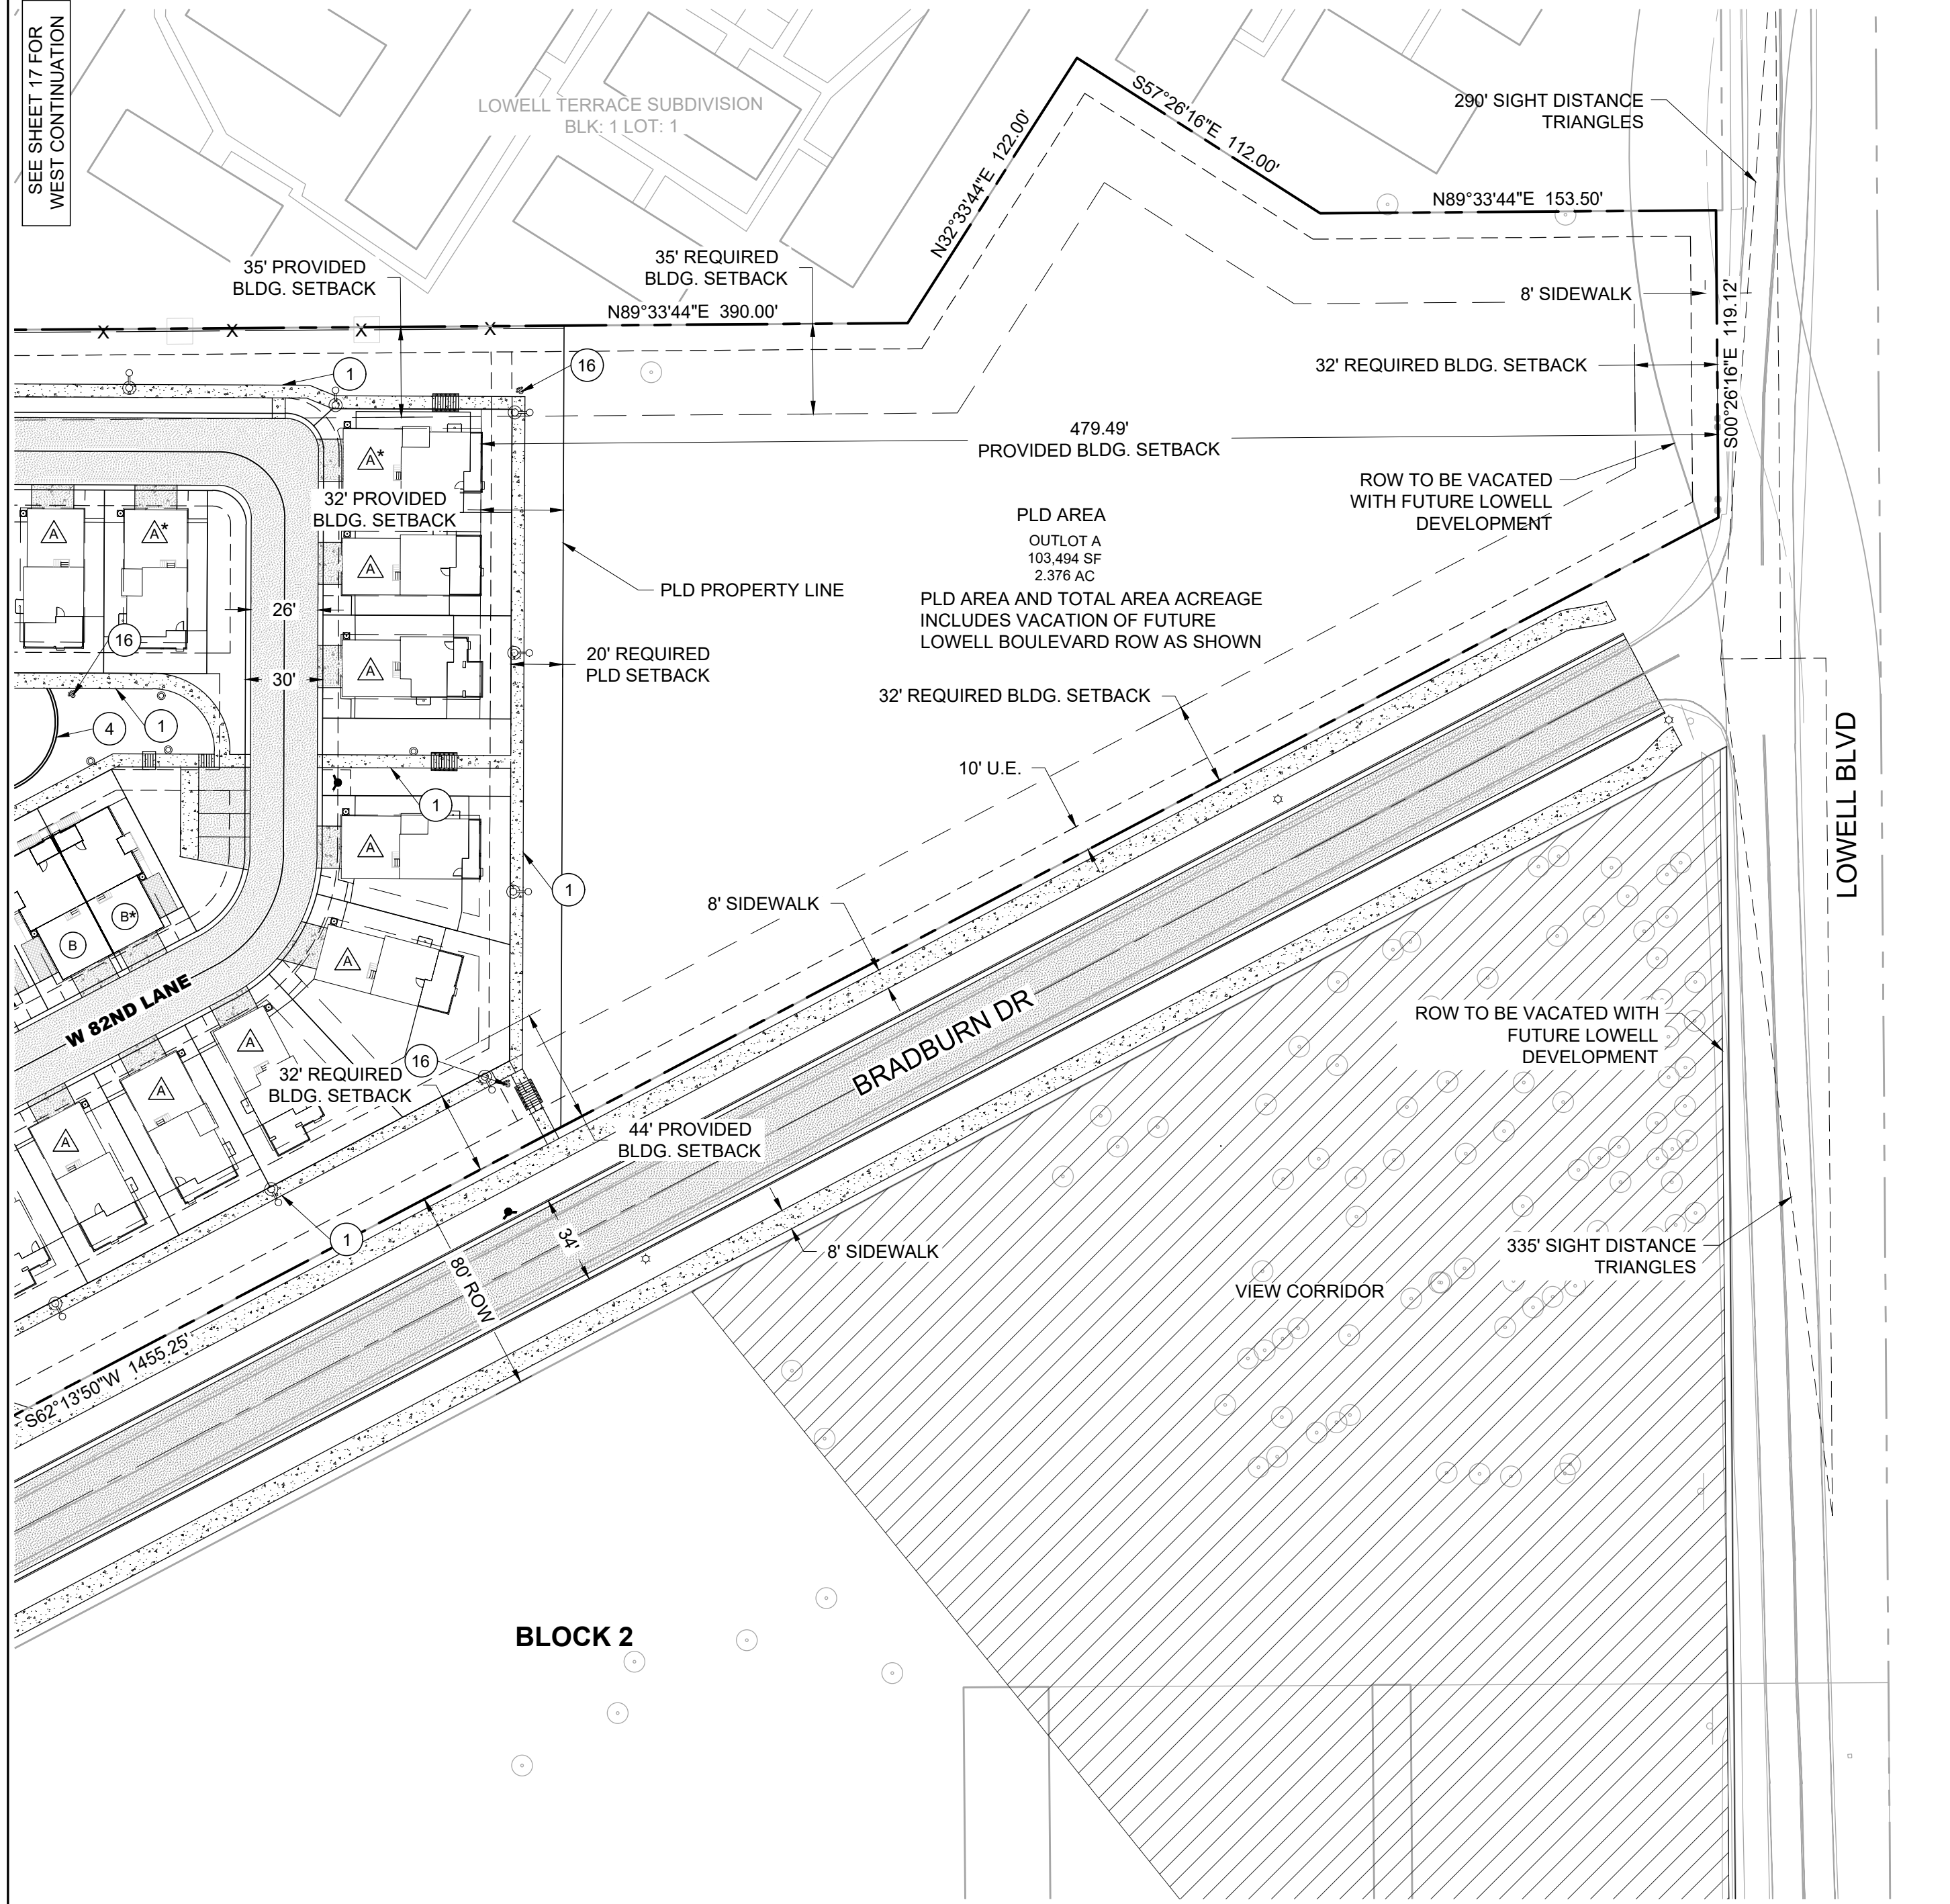 SEE SHEET 17 FOR
WEST CONTINUATION
LOWELL TERRACE SUBDIVISION
BLK: 1 LOT: 1
S57°26'16"E 112.00'
290' SIGHT DISTANCE
TRIANGLES
N32°33'44"E 122.00'
N89°33'44"E 153.50'
35' PROVIDED
BLDG. SETBACK
35' REQUIRED
BLDG. SETBACK
N89°33'44"E 390.00'
8' SIDEWALK
S00°26'16"E 119.12'
X
X
X
X
32' REQUIRED BLDG. SETBACK
1
16
479.49'
PROVIDED BLDG. SETBACK
A*
32' PROVIDED
BLDG. SETBACK
ROW TO BE VACATED
WITH FUTURE LOWELL
DEVELOPMENT
PLD AREA
OUTLOT A
103,494 SF
2.376 AC
PLD AREA AND TOTAL AREA ACREAGE
INCLUDES VACATION OF FUTURE
LOWELL BOULEVARD ROW AS SHOWN
A
A*
A
PLD PROPERTY LINE
26'
16
A
20' REQUIRED
PLD SETBACK
30'
32' REQUIRED BLDG. SETBACK
4
1
10' U.E.
1
A
LOWELL BLVD
1
8' SIDEWALK
B*
B
A
W 82ND LANE
BRADBURN DR
ROW TO BE VACATED WITH
FUTURE LOWELL
DEVELOPMENT
A
16
32' REQUIRED
BLDG. SETBACK
A
44' PROVIDED
BLDG. SETBACK
A
1
34'
80' ROW
8' SIDEWALK
335' SIGHT DISTANCE
TRIANGLES
VIEW CORRIDOR
S62°13'50"W 1455.25'
BLOCK 2